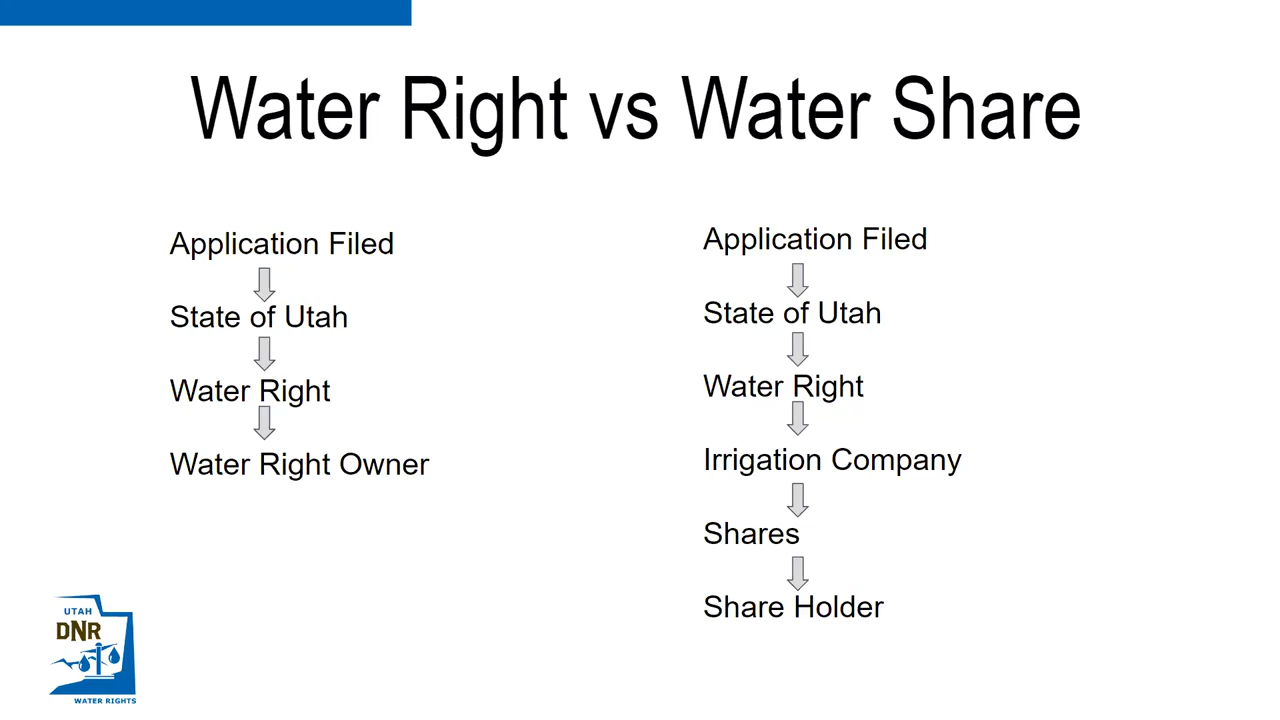 Water Right vs Water Share
Application Filed
State of Utah
Water Right
Water Right Owner
Application Filed
State of Utah
Water Right
Irrigation Company
Shares
Share Holder
UTAH
DNR
WATER RIGHTS